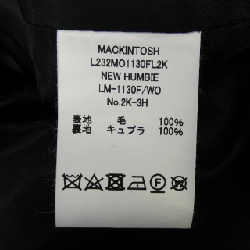 MACKINTOSH
L232MO1130FL2K
NEW HUMBIE
LM-1130F/WO
No.2K-3H
表地 毛 100%
裏地 キュプラ 100%